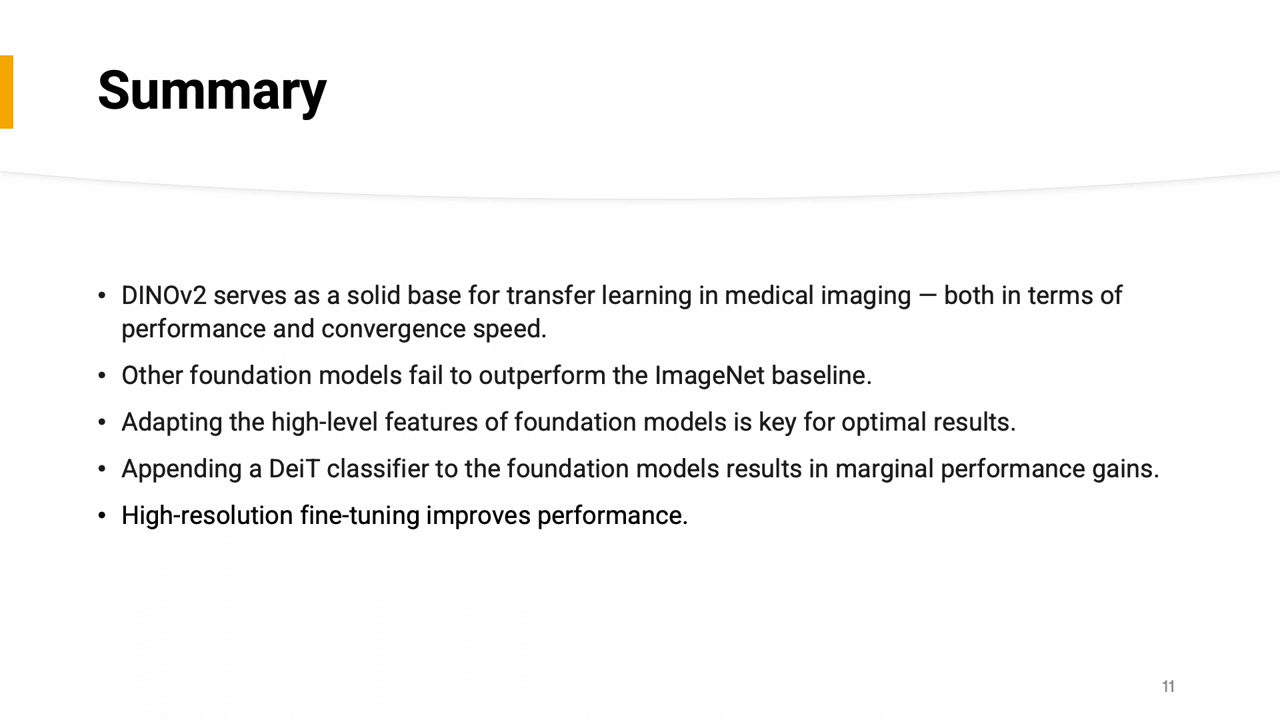 Summary
• DINOv2 serves as a solid base for transfer learning in medical imaging — both in terms of
performance and convergence speed.
• Other foundation models fail to outperform the ImageNet baseline.
• Adapting the high-level features of foundation models is key for optimal results.
• Appending a DeiT classifier to the foundation models results in marginal performance gains.
• High-resolution fine-tuning improves performance.
11